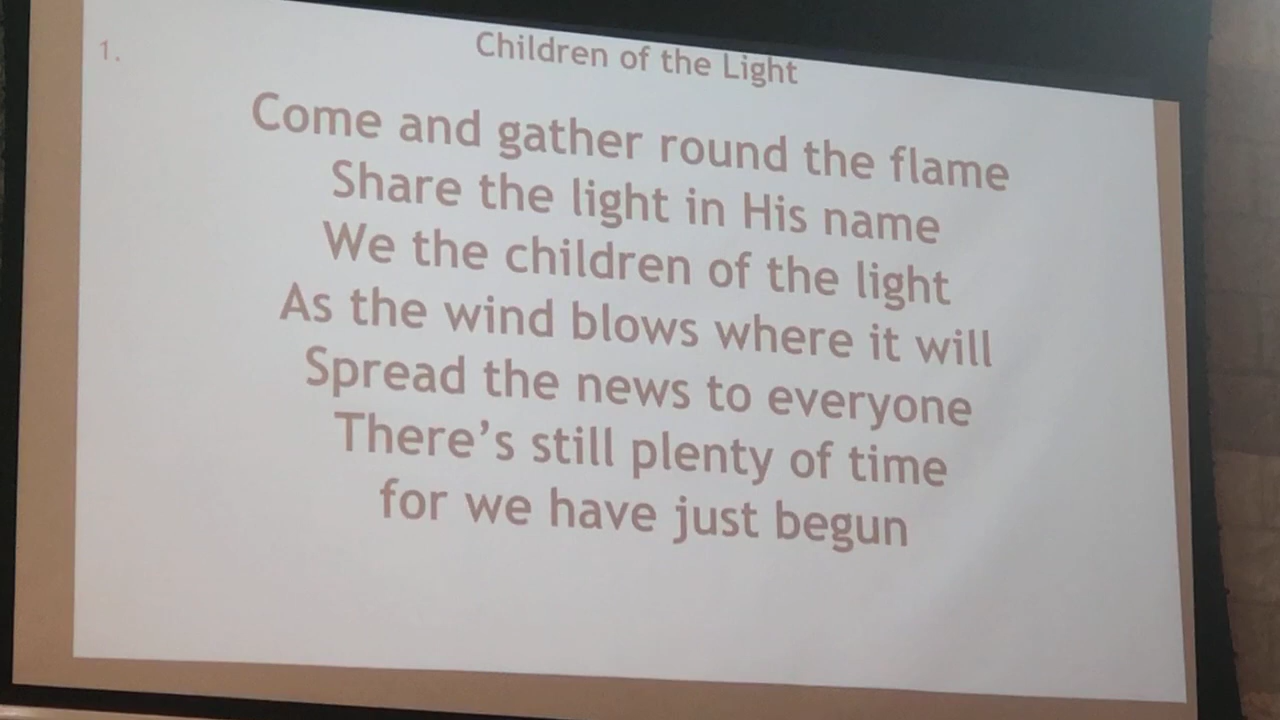 1.
Children of the Light
Come and gather round the flame
Share the light in His name
We the children of the light
As the wind blows where it will
Spread the news to everyone
There's still plenty of time
for we have just begun